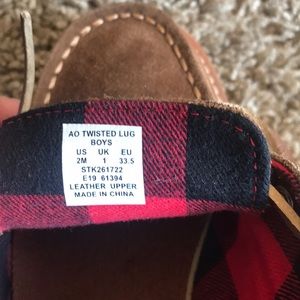 AO TWISTED LUG
BOYS
US UK EU
2M 1 33.5
STK261722
E19 61394
LEATHER UPPER
MADE IN CHINA